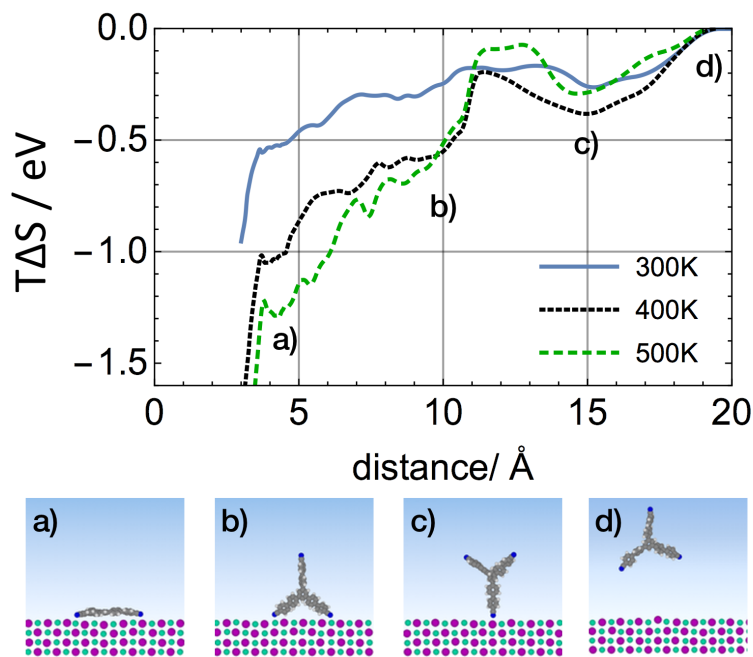 0.0
−0.5
−1.0
−1.5
TΔS / eV
d)
c)
b)
a)
300K
400K
500K
0 5 10 15 20
distance/ Å
a) b) c) d)